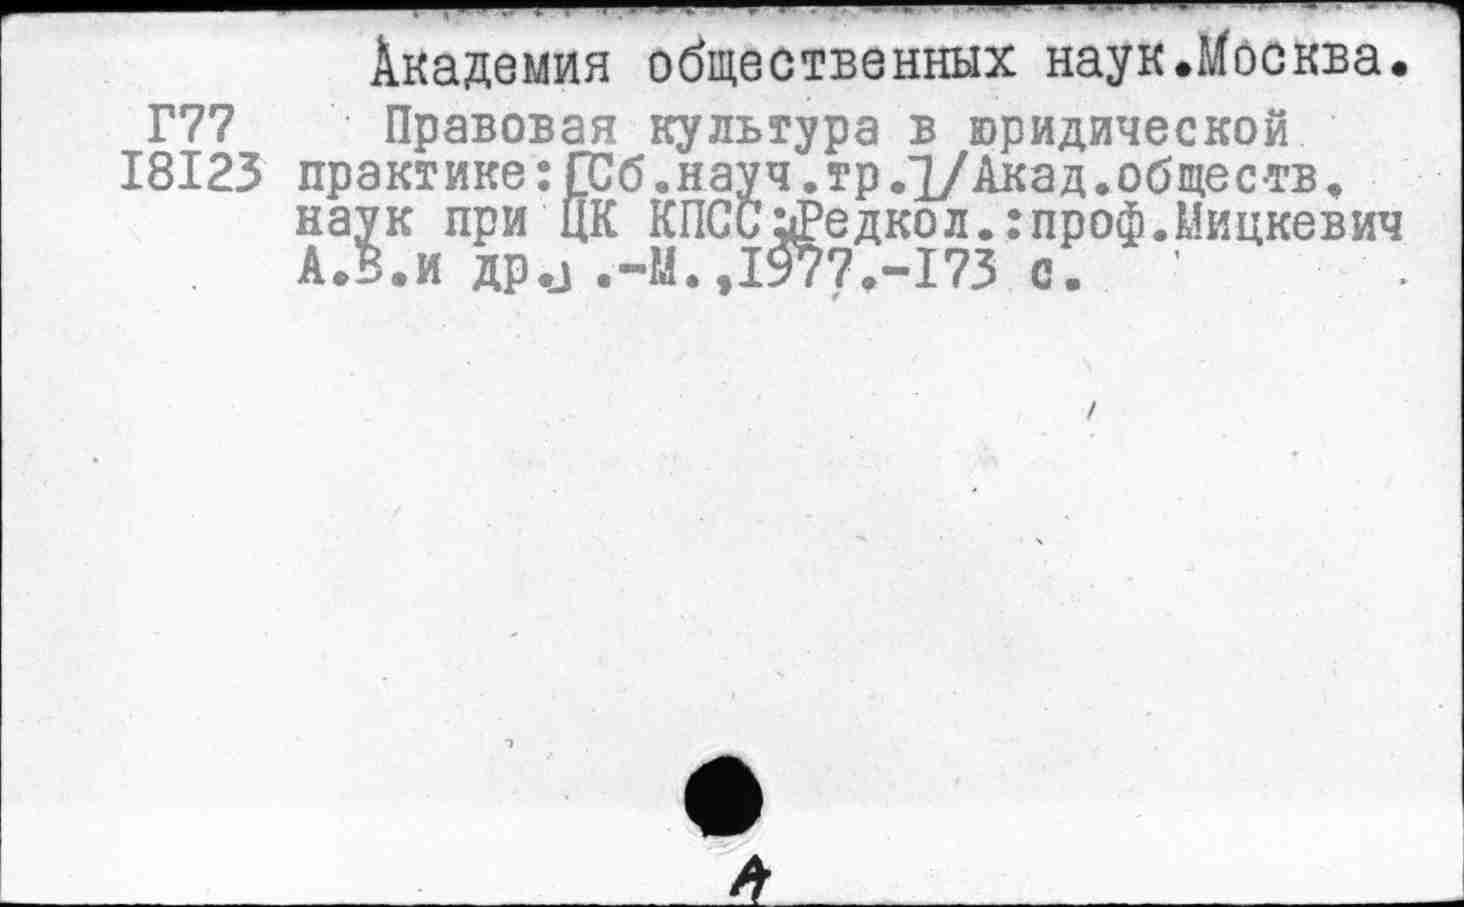 Академия общественных наук.Москва.
Г77 Правовая культура в юридической
18123 практике:[Сб.науч.тр.]/Акад.обществ.
наук при ЦК КПСС;[Редкол.:проф.Мицкевич
А.В.и др.].-М.,1977.-173 с.
А